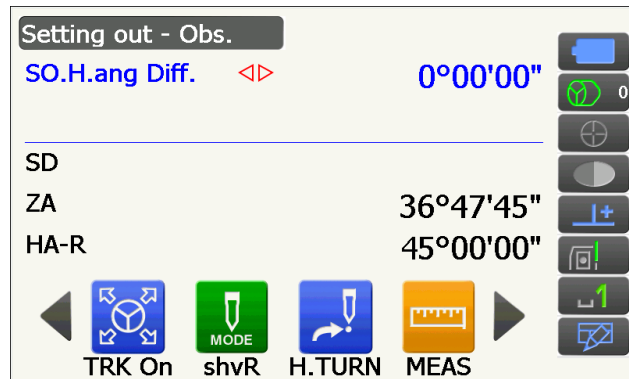 Setting out - Obs.
SO.H.ang Diff. 0°00'00"
SD
ZA 36°47'45"
HA-R 45°00'00"
MODE
TRK On shvR H.TURN MEAS
0
1